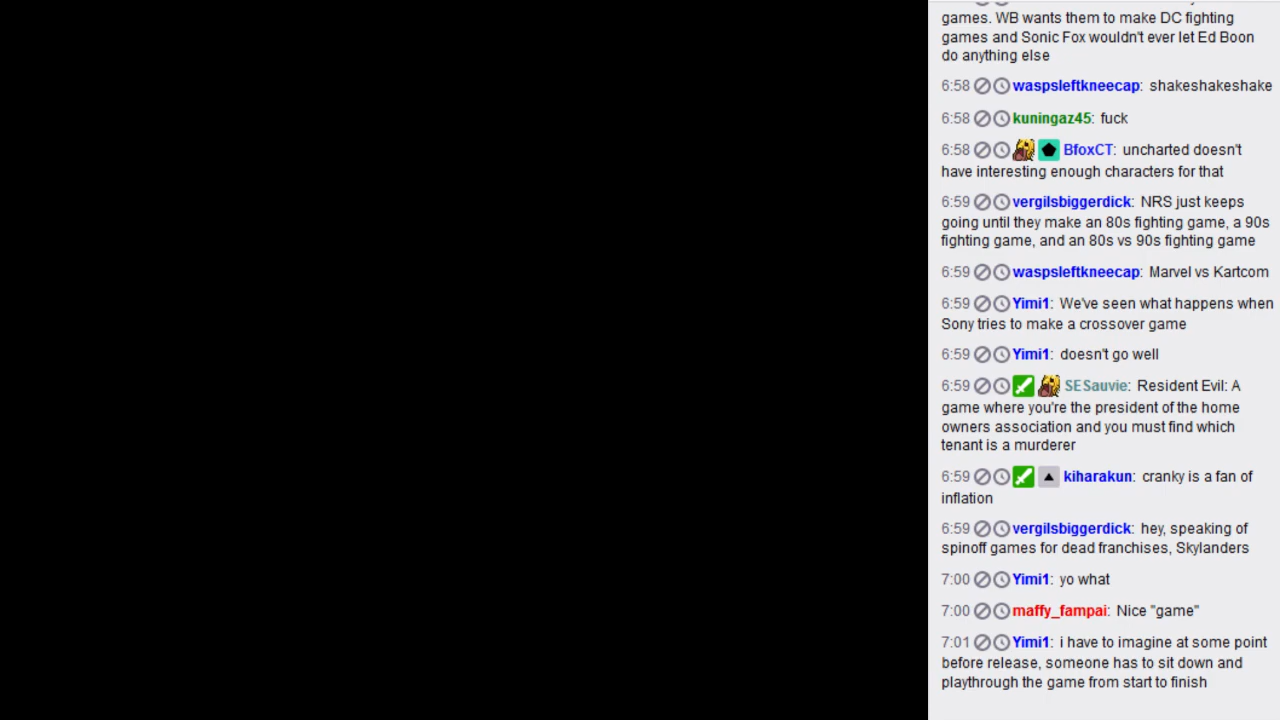 games. WB wants them to make DC fighting
games and Sonic Fox wouldn't ever let Ed Boon
do anything else
6:58 waspsleftkneecap: shakeshakeshake
6:58 kuningaz45: fuck
6:58 BfoxCT: uncharted doesn't
have interesting enough characters for that
6:59 vergilsbiggerdick: NRS just keeps
going until they make an 80s fighting game, a 90s
fighting game, and an 80s vs 90s fighting game
6:59 waspsleftkneecap: Marvel vs Kartcom
6:59 Yimi1: We've seen what happens when
Sony tries to make a crossover game
6:59 Yimi1: doesn't go well
6:59 SESauvie: Resident Evil: A
game where you're the president of the home
owners association and you must find which
tenant is a murderer
6:59 kiharakun: cranky is a fan of
inflation
6:59 vergilsbiggerdick: hey, speaking of
spinoff games for dead franchises, Skylanders
7:00 Yimi1: yo what
7:00 maffy_fampai: Nice "game"
7:01 Yimi1: i have to imagine at some point
before release, someone has to sit down and
playthrough the game from start to finish